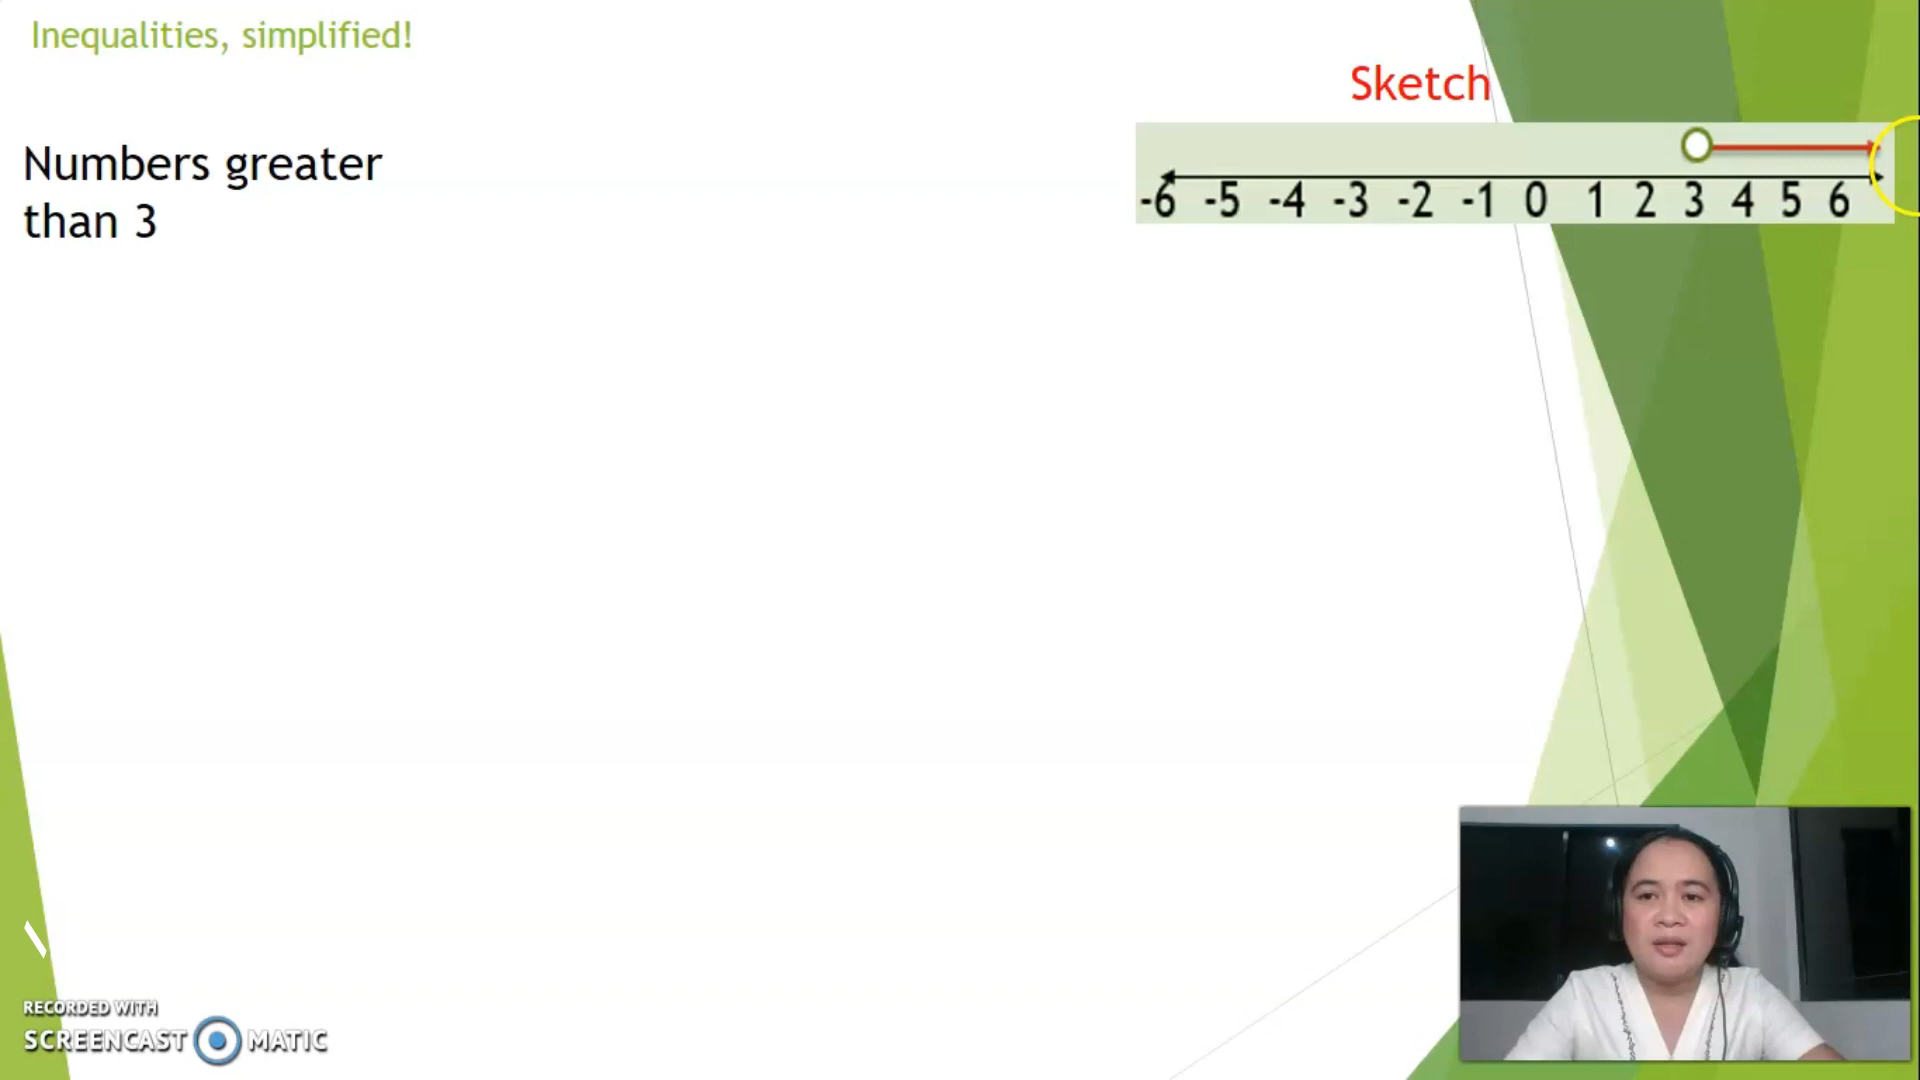 Inequalities, simplified!
Sketch
Numbers greater
than 3
-6 -5 -4 -3 -2 -1 0 1 2 3 4 5 6
RECORDED WITH
SCREENCAST MATIC